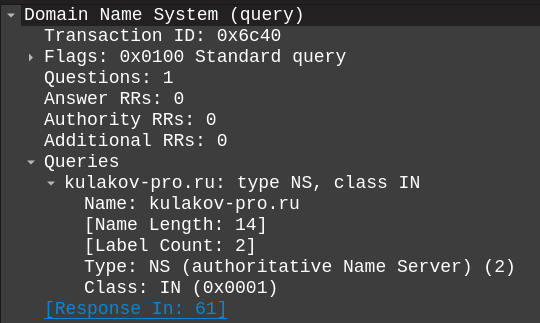 Domain Name System (query)
Transaction ID: 0x6c40
Flags: 0x0100 Standard query
Questions: 1
Answer RRs: 0
Authority RRs: 0
Additional RRs: 0
Queries
kulakov-pro.ru: type NS, class IN
Name: kulakov-pro.ru
[Name Length: 14]
[Label Count: 2]
Type: NS (authoritative Name Server) (2)
Class: IN (0x0001)
[Response In: 61]